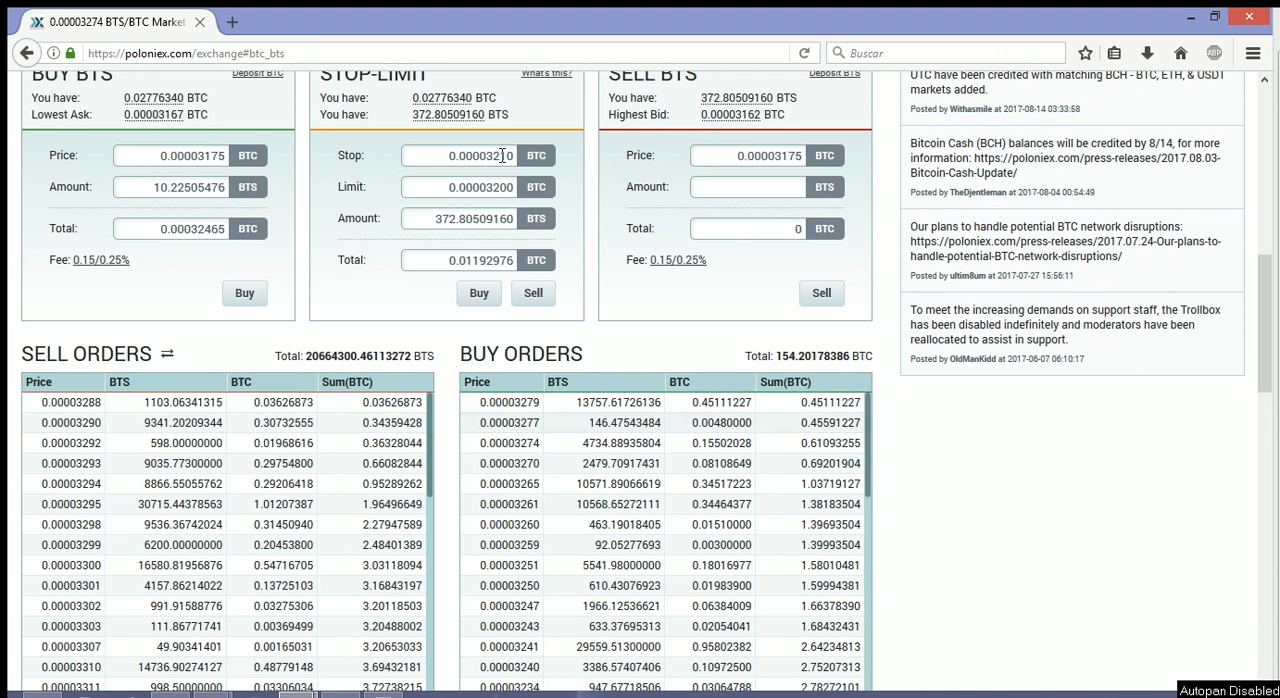 0.00003274 BTS/BTC Market
https://poloniex.com/exchange#btc_bts
Buscar
ABP
BUY BTS
Deposit BTC
You have: 0.02776340 BTC
Lowest Ask: 0.00003167 BTC
Price: 0.00003175 BTC
Amount: 10.22505476 BTS
Total: 0.00032465 BTC
Fee: 0.15/0.25%
Buy
STOP-LIMIT
What's this?
You have: 0.02776340 BTC
You have: 372.80509160 BTS
Stop: 0.00003210 BTC
Limit: 0.00003200 BTC
Amount: 372.80509160 BTS
Total: 0.01192976 BTC
Buy Sell
SELL BTS
Deposit BTS
You have: 372.80509160 BTS
Highest Bid: 0.00003162 BTC
Price: 0.00003175 BTC
Amount: BTS
Total: 0 BTC
Fee: 0.15/0.25%
Sell
UTC have been credited with matching BCH - BTC, ETH, & USDT
markets added.
Posted by Withasmile at 2017-08-14 03:33:58
Bitcoin Cash (BCH) balances will be credited by 8/14, for more
information: https://poloniex.com/press-releases/2017.08.03-
Bitcoin-Cash-Update/
Posted by TheDjentleman at 2017-08-04 00:54:49
Our plans to handle potential BTC network disruptions:
https://poloniex.com/press-releases/2017.07.24-Our-plans-to-
handle-potential-BTC-network-disruptions/
Posted by ultim8um at 2017-07-27 15:56:11
To meet the increasing demands on support staff, the Trollbox
has been disabled indefinitely and moderators have been
reallocated to assist in support.
Posted by OldManKidd at 2017-06-07 06:10:17
SELL ORDERS
Total: 20664300.46113272 BTS
Price BTS BTC Sum(BTC)
0.00003288 1103.06341315 0.03626873 0.03626873
0.00003290 9341.20209344 0.30732555 0.34359428
0.00003292 598.00000000 0.01968616 0.36328044
0.00003293 9035.77300000 0.29754800 0.66082844
0.00003294 8866.55055762 0.29206418 0.95289262
0.00003295 30715.44378563 1.01207387 1.96496649
0.00003298 9536.36742024 0.31450940 2.27947589
0.00003299 6200.00000000 0.20453800 2.48401389
0.00003300 16580.81956876 0.54716705 3.03118094
0.00003301 4157.86214022 0.13725103 3.16843197
0.00003302 991.91588776 0.03275306 3.20118503
0.00003303 111.86771741 0.00369499 3.20488002
0.00003307 49.90341401 0.00165031 3.20653033
0.00003310 14736.90274127 0.48779148 3.69432181
0.00003311 998.50000000 0.03306034 3.72738215
BUY ORDERS
Total: 154.20178386 BTC
Price BTS BTC Sum(BTC)
0.00003279 13757.61726136 0.45111227 0.45111227
0.00003277 146.47543484 0.00480000 0.45591227
0.00003274 4734.88935804 0.15502028 0.61093255
0.00003270 2479.70917431 0.08108649 0.69201904
0.00003265 10571.89066619 0.34517223 1.03719127
0.00003261 10568.65272111 0.34464377 1.38183504
0.00003260 463.19018405 0.01510000 1.39693504
0.00003259 92.05277693 0.00300000 1.39993504
0.00003251 5541.98000000 0.18016977 1.58010481
0.00003250 610.43076923 0.01983900 1.59994381
0.00003247 1966.12536621 0.06384009 1.66378390
0.00003243 633.37695313 0.02054041 1.68432431
0.00003241 29559.51300000 0.95802382 2.64234813
0.00003240 3386.57407406 0.10972500 2.75207313
0.00003234 947.67718506 0.03064788 2.78272101
Autopan Disabled